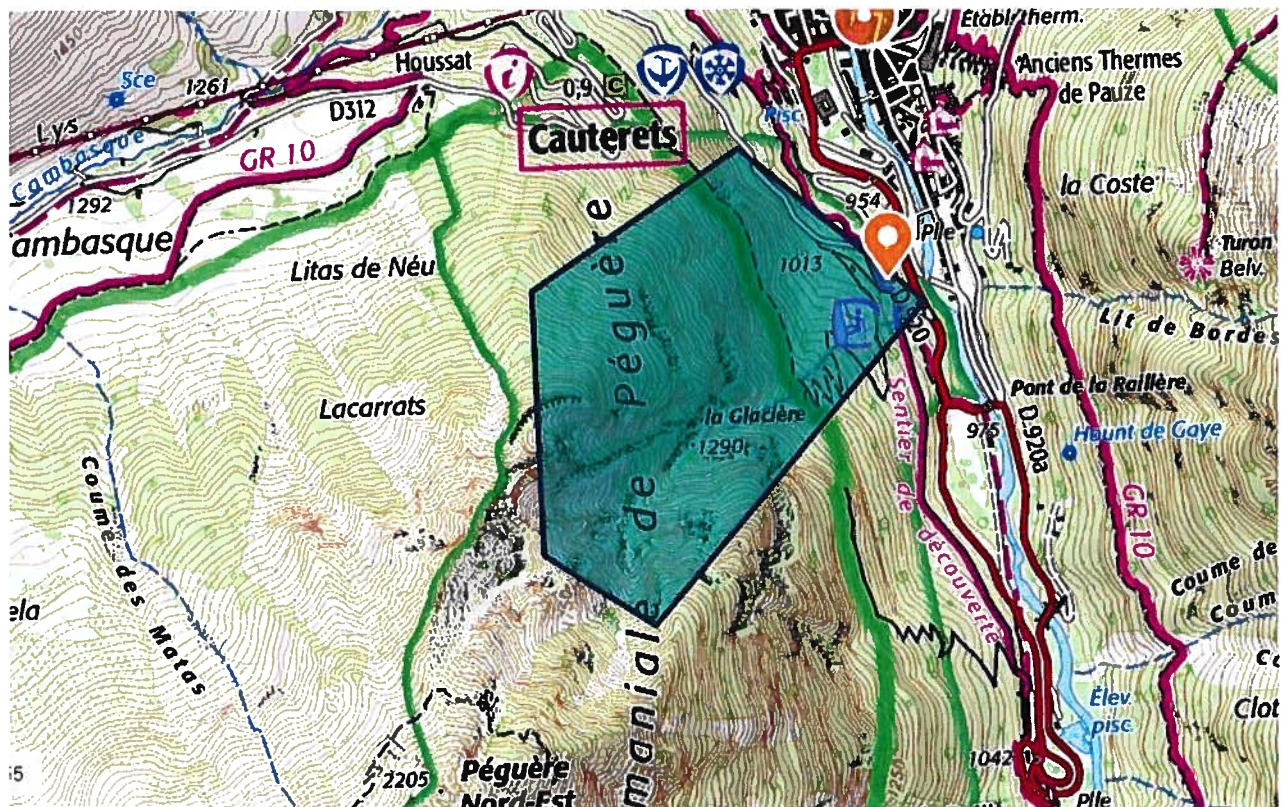 Établ. therm.
Anciens Thermes
de Pauze
Houssat
i
0,9
C
1450
Sce
1261
D312
Lys
Cambasque
GR 10
Cauterets
Pisc
la Coste
1292
954
Plle
ambasque
Litas de Néu
1013
Turon
Belv.
Lit de Bordes
de Péguère
Lacarrats
la Glacière
1290
Pont de la Raillère
975
D.920a
Hount de Gaye
Sentier de découverte
GR 10
Coume des Matas
ela
Coume de
Coum
Clot
Élev.
pisc
1042
Plle
2205
Péguère
Nord-Est
manial